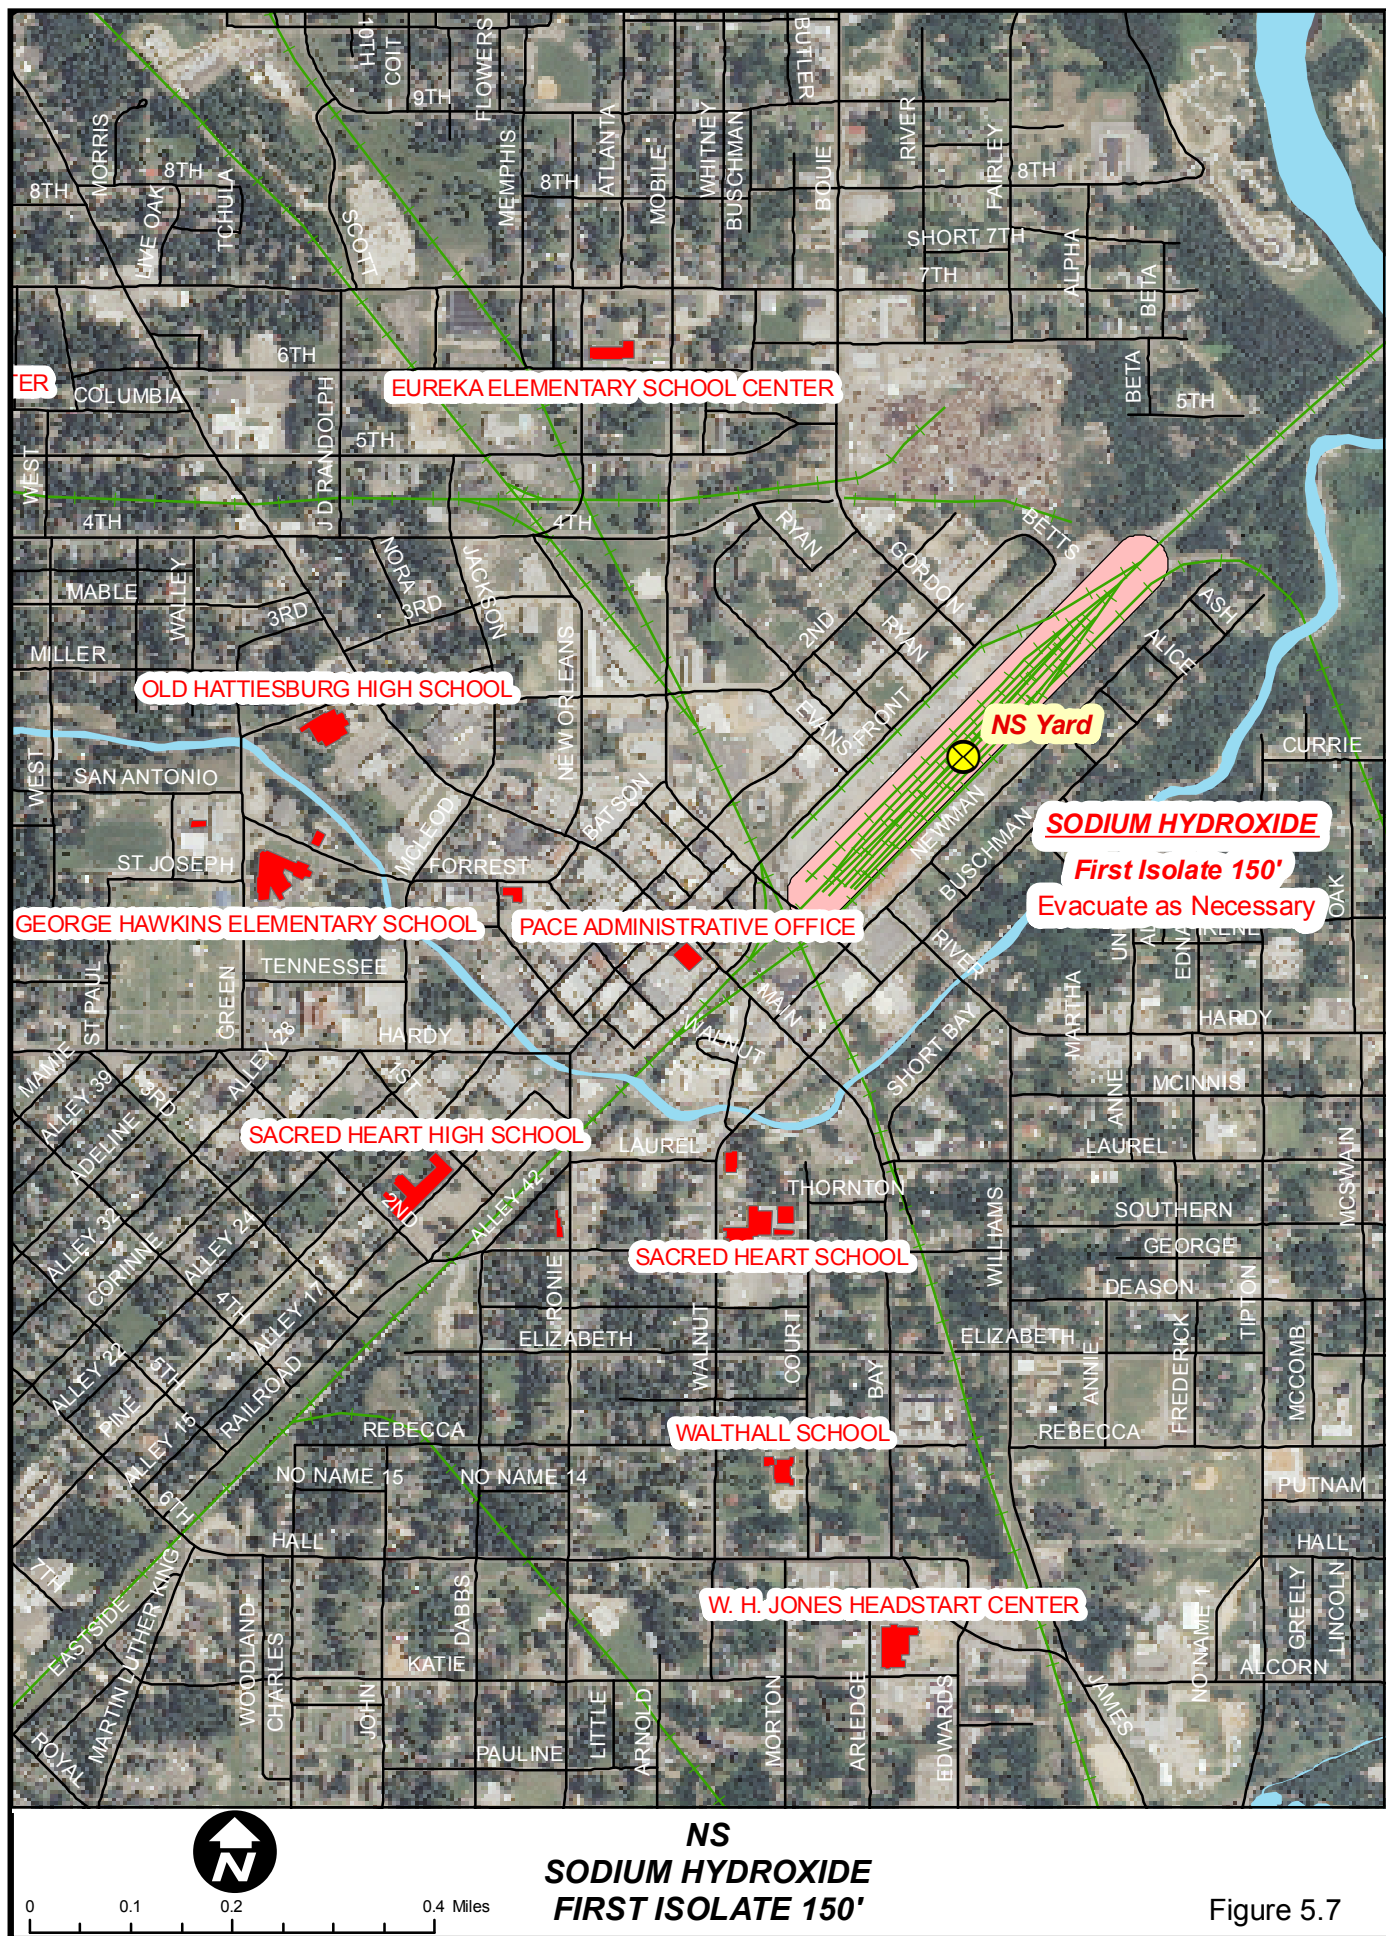 10TH
COIT
FLOWERS
BUTLER
9TH
MORRIS
MEMPHIS
ATLANTA
MOBILE
WHITNEY
BUSCHMAN
BOUIE
RIVER
FAIRLEY
8TH
8TH
8TH
8TH
LIVE OAK
TCHULA
SCOTT
SHORT 7TH
7TH
ALPHA
BETA
6TH
TER
COLUMBIA
EUREKA ELEMENTARY SCHOOL CENTER
BETA
5TH
J D RANDOLPH
5TH
WEST
4TH
4TH
RYAN
BETTS
GORDON
NORA
JACKSON
WALLEY
MABLE
3RD
3RD
2ND
RYAN
ASH
ALICE
MILLER
NEW ORLEANS
OLD HATTIESBURG HIGH SCHOOL
EVANS
FRONT
NS Yard
CURRIE
WEST
SAN ANTONIO
BATSON
MCLEOD
NEWMAN
BUSCHMAN
SODIUM HYDROXIDE
First Isolate 150'
Evacuate as Necessary
OAK
ST JOSEPH
FORREST
GEORGE HAWKINS ELEMENTARY SCHOOL
PACE ADMINISTRATIVE OFFICE
RIVER
UN
AL
EDNA
IRENE
TENNESSEE
ST PAUL
GREEN
MAIN
WALNUT
MARTHA
HARDY
HARDY
ALLEY 28
SHORT BAY
MAMIE
ALLEY 39
3RD
1ST
ANNE
MCINNIS
ADELINE
SACRED HEART HIGH SCHOOL
LAUREL
LAUREL
MCSWAIN
THORNTON
2ND
ALLEY 42
ALLEY 32
ALLEY 24
CORINNE
WILLIAMS
SOUTHERN
SACRED HEART SCHOOL
GEORGE
DEASON
4TH
ALLEY 17
RONIE
WALNUT
COURT
ELIZABETH
ELIZABETH
TIPTON
ALLEY 22
5TH
RAILROAD
BAY
ANNIE
FREDERICK
MCCOMB
PINE
ALLEY 15
REBECCA
WALTHALL SCHOOL
REBECCA
NO NAME 15
NO NAME 14
PUTNAM
6TH
HALL
HALL
7TH
EASTSIDE
MARTIN LUTHER KING
WOODLAND
CHARLES
DABBS
W. H. JONES HEADSTART CENTER
NO NAME 1
GREELY
LINCOLN
KATIE
ALCORN
JOHN
LITTLE
ARNOLD
MORTON
ARLEDGE
EDWARDS
JAMES
ROYAL
PAULINE
N
NS
SODIUM HYDROXIDE
FIRST ISOLATE 150'
0 0.1 0.2 0.4 Miles
Figure 5.7